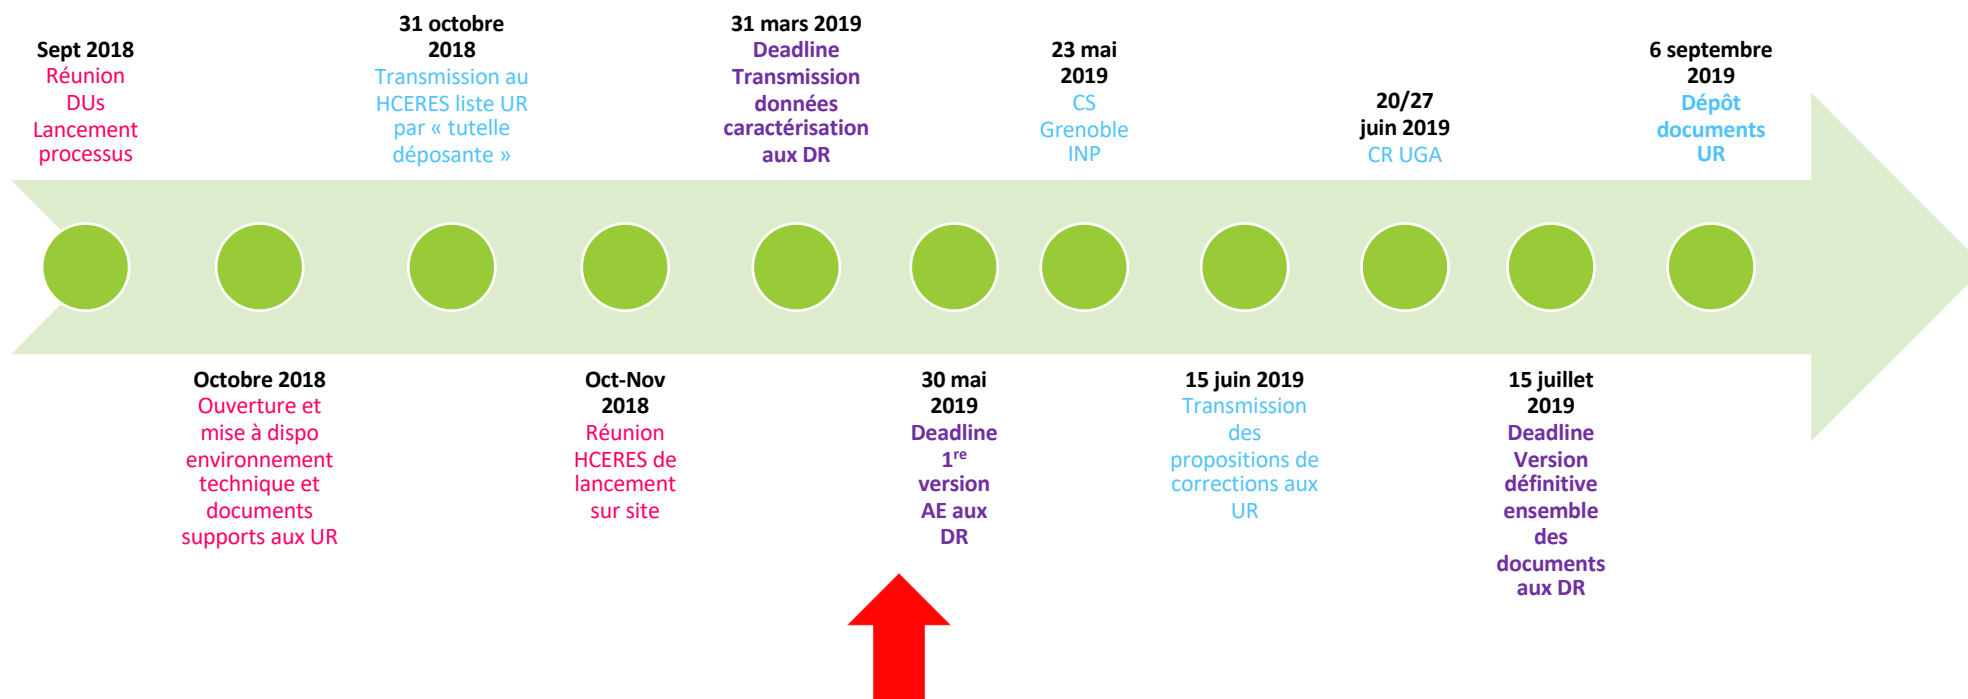 Sept 2018
Réunion
DUs
Lancement
processus
31 octobre
2018
Transmission au
HCERES liste UR
par « tutelle
déposante »
31 mars 2019
Deadline
Transmission
données
caractérisation
aux DR
23 mai
2019
CS
Grenoble
INP
20/27
juin 2019
CR UGA
6 septembre
2019
Dépôt
documents
UR
Octobre 2018
Ouverture et
mise à dispo
environnement
technique et
documents
supports aux UR
Oct-Nov
2018
Réunion
HCERES de
lancement
sur site
30 mai
2019
Deadline
1re
version
AE aux
DR
15 juin 2019
Transmission
des
propositions de
corrections aux
UR
15 juillet
2019
Deadline
Version
définitive
ensemble
des
documents
aux DR